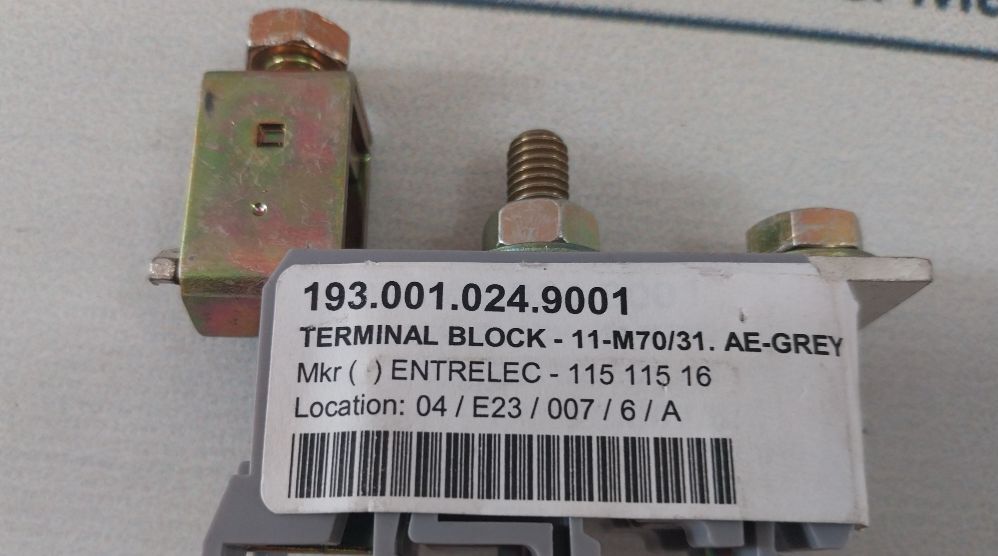 193.001.024.9001
TERMINAL BLOCK - 11-M70/31. AE-GREY
Mkr ( ) ENTRELEC - 115 115 16
Location: 04 / E23 / 007 / 6 / A